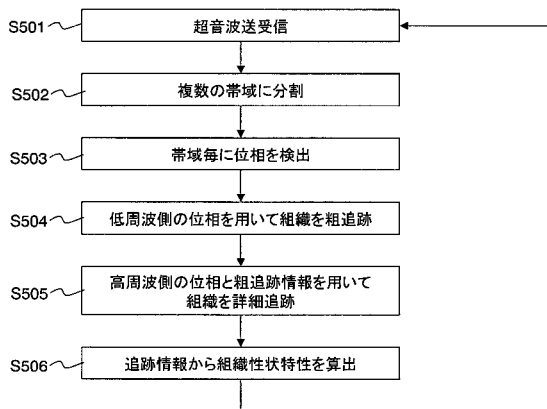 S501 超音波送受信
S502 複数の帯域に分割
S503 帯域毎に位相を検出
S504 低周波側の位相を用いて組織を粗追跡
S505 高周波側の位相と粗追跡情報を用いて
組織を詳細追跡
S506 追跡情報から組織性状特性を算出